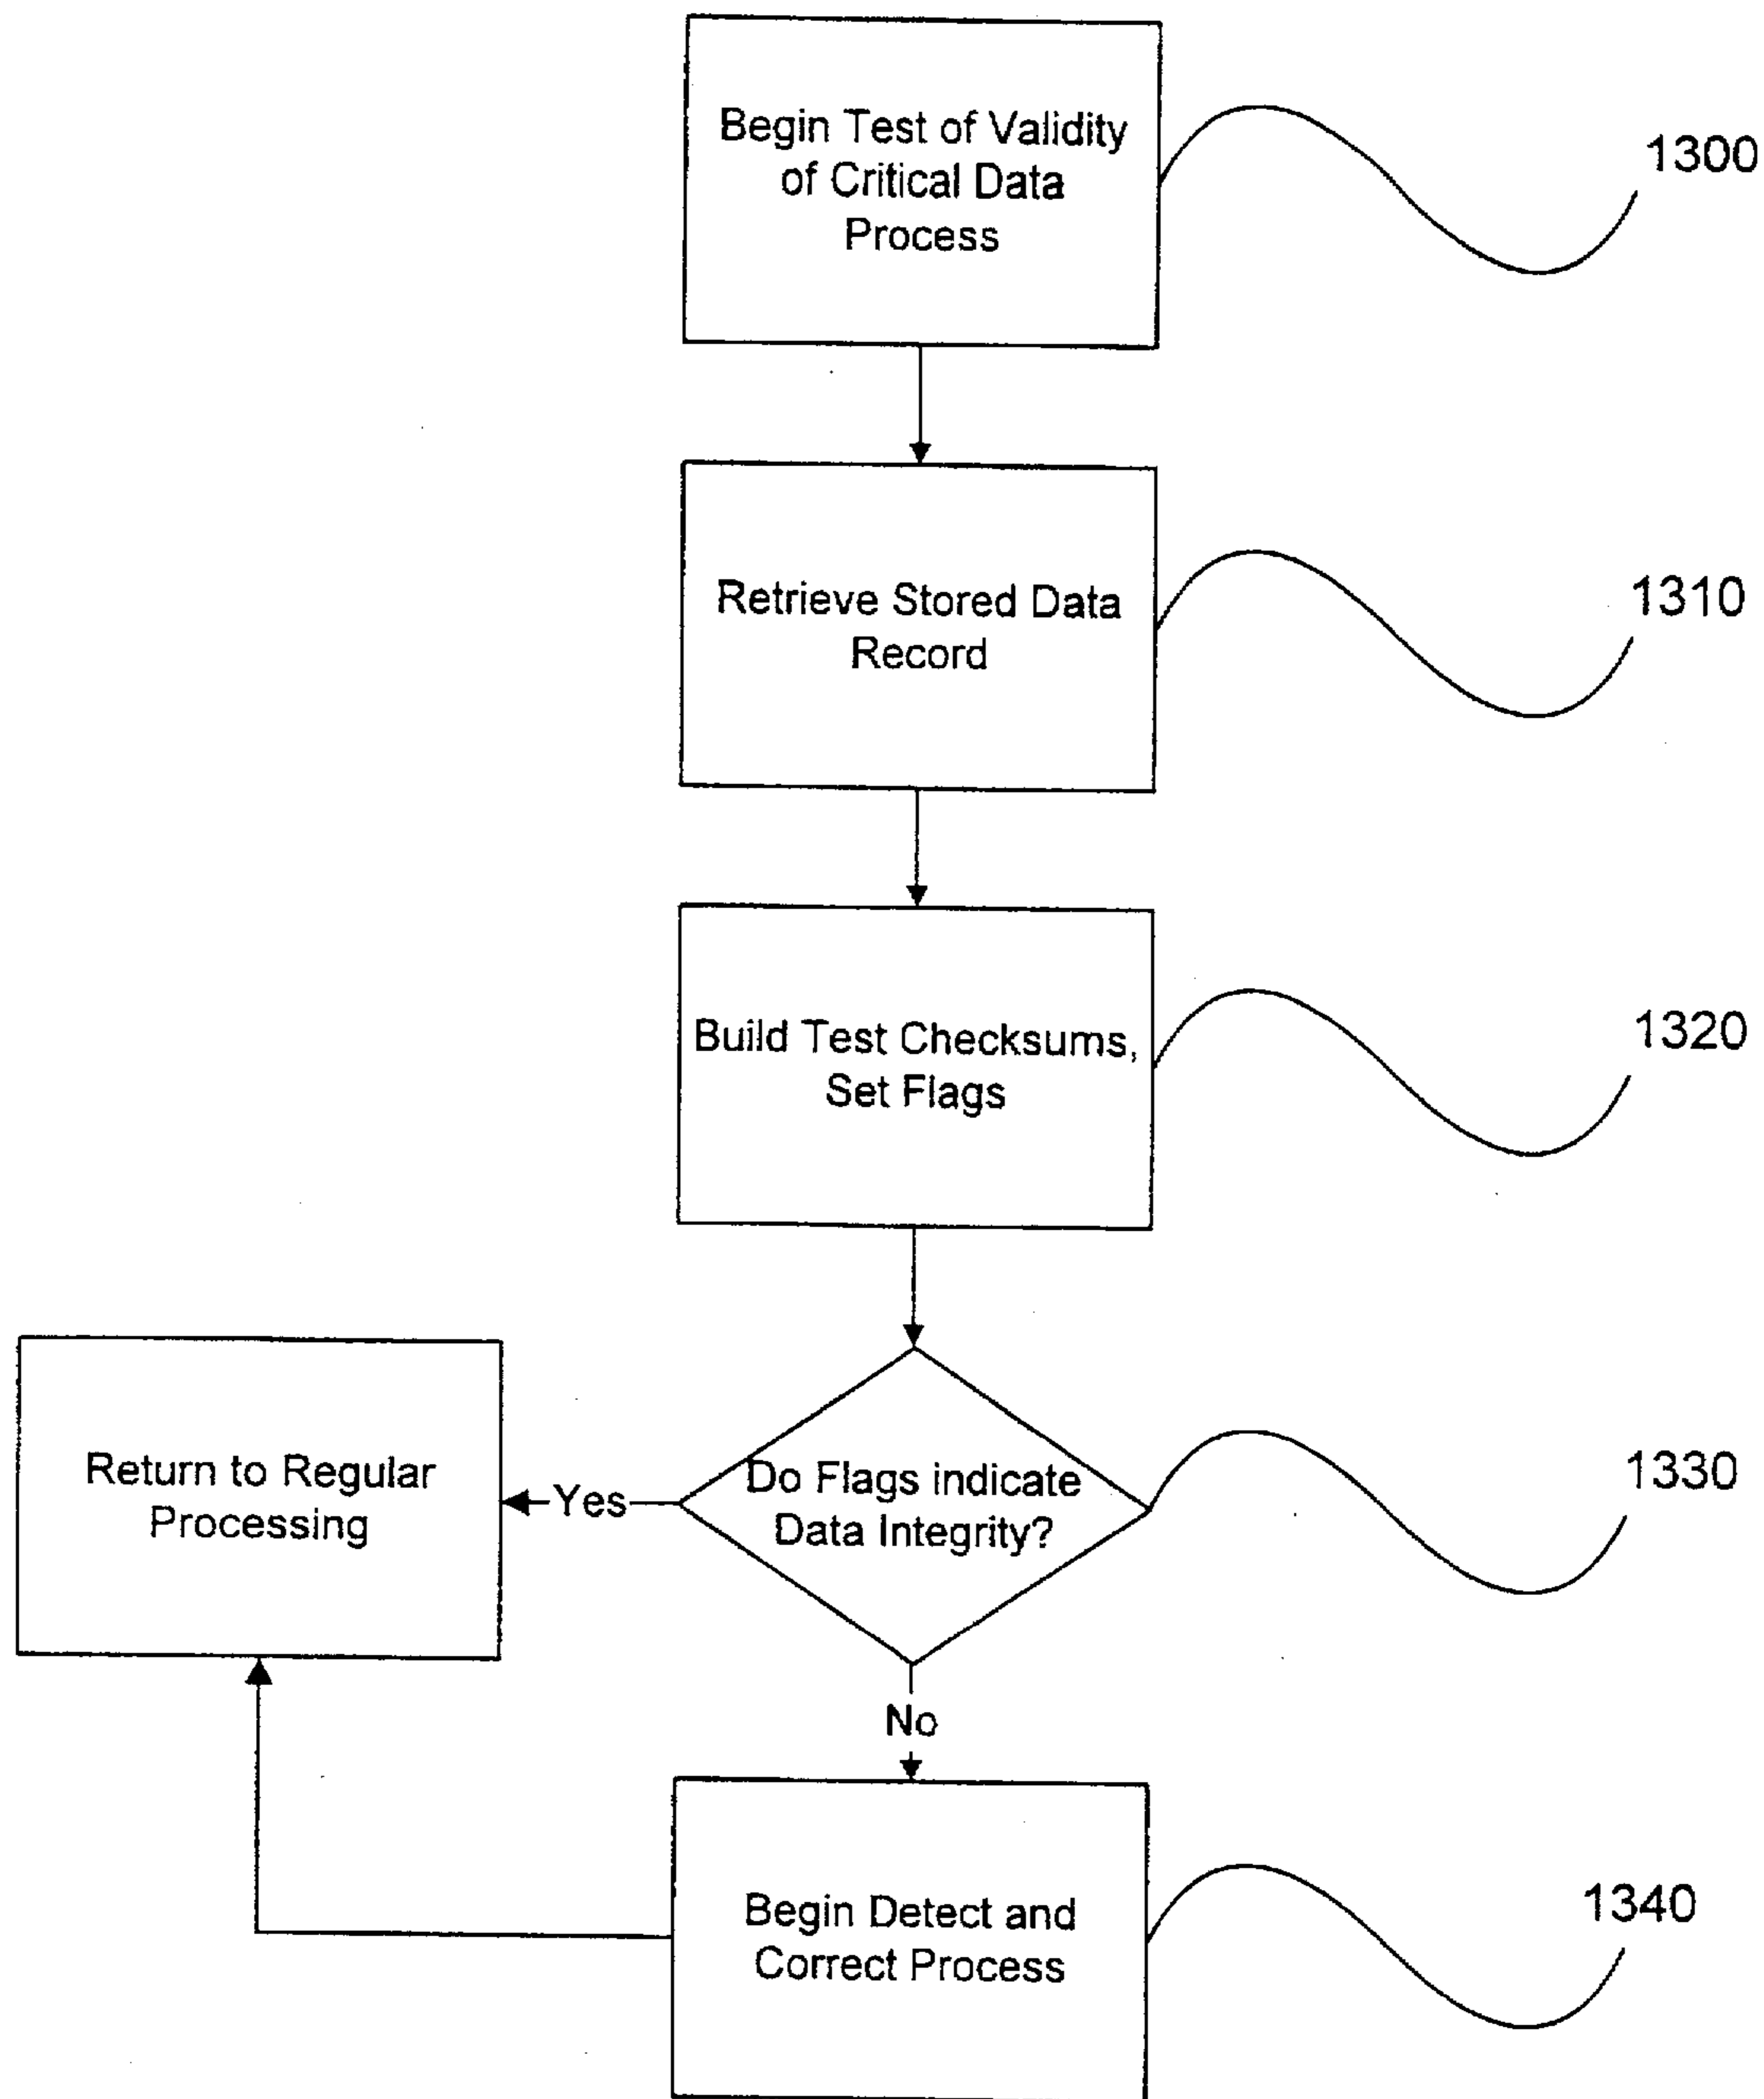 Begin Test of Validity
of Critical Data
Process
1300
Retrieve Stored Data
Record
1310
Build Test Checksums,
Set Flags
1320
Return to Regular
Processing
Yes
Do Flags indicate
Data Integrity?
1330
No
Begin Detect and
Correct Process
1340